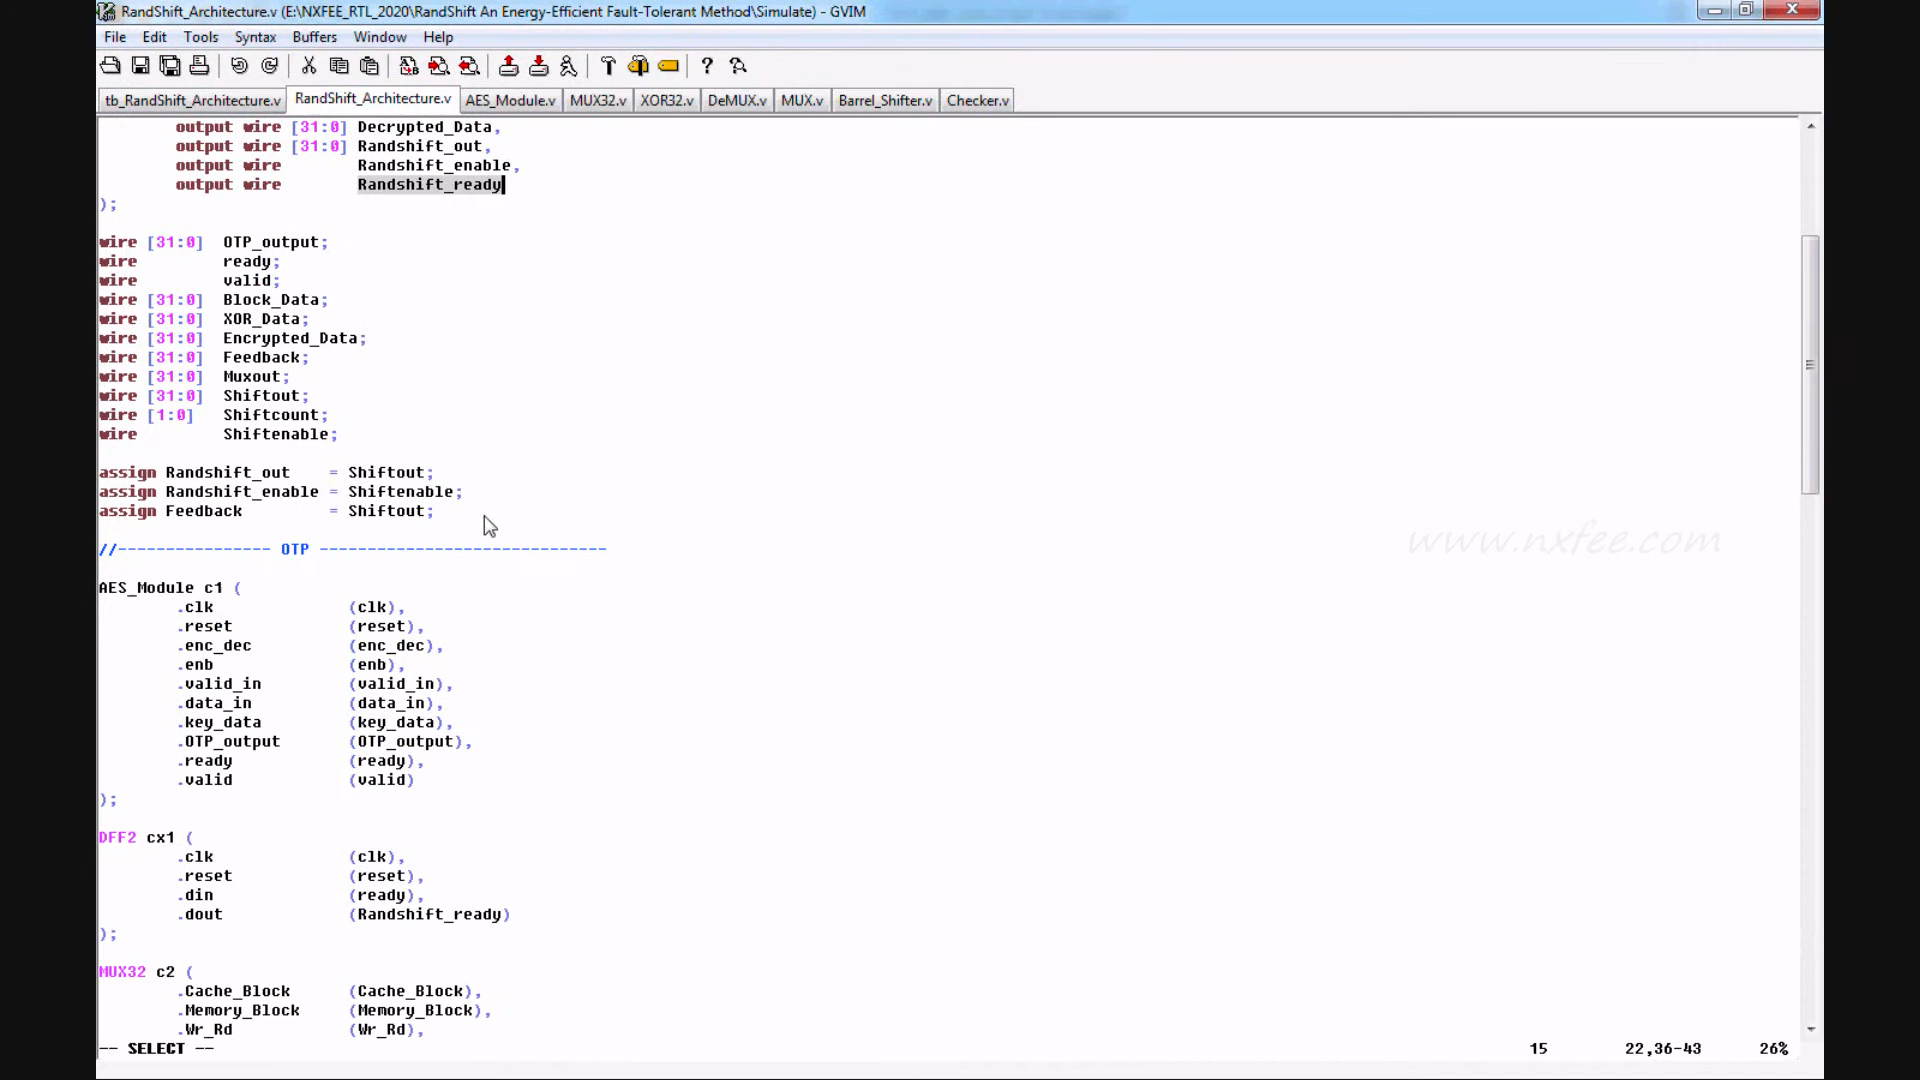 RandShift_Architecture.v (E:\NXFEE_RTL_2020\RandShift An Energy-Efficient Fault-Tolerant Method\Simulate) - GVIM
File Edit Tools Syntax Buffers Window Help
tb_RandShift_Architecture.v RandShift_Architecture.v AES_Module.v MUX32.v XOR32.v DeMUX.v MUX.v Barrel_Shifter.v Checker.v
output wire [31:0] Decrypted_Data,
output wire [31:0] Randshift_out,
output wire Randshift_enable,
output wire Randshift_ready
);
wire [31:0] OTP_output;
wire ready;
wire valid;
wire [31:0] Block_Data;
wire [31:0] XOR_Data;
wire [31:0] Encrypted_Data;
wire [31:0] Feedback;
wire [31:0] Muxout;
wire [31:0] Shiftout;
wire [1:0] Shiftcount;
wire Shiftenable;
assign Randshift_out = Shiftout;
assign Randshift_enable = Shiftenable;
assign Feedback = Shiftout;
//---------------- OTP ------------------------------
www.nxfee.com
AES_Module c1 (
.clk (clk),
.reset (reset),
.enc_dec (enc_dec),
.enb (enb),
.valid_in (valid_in),
.data_in (data_in),
.key_data (key_data),
.OTP_output (OTP_output),
.ready (ready),
.valid (valid)
);
DFF2 cx1 (
.clk (clk),
.reset (reset),
.din (ready),
.dout (Randshift_ready)
);
MUX32 c2 (
.Cache_Block (Cache_Block),
.Memory_Block (Memory_Block),
.Wr_Rd (Wr_Rd),
-- SELECT -- 15 22,36-43 26%